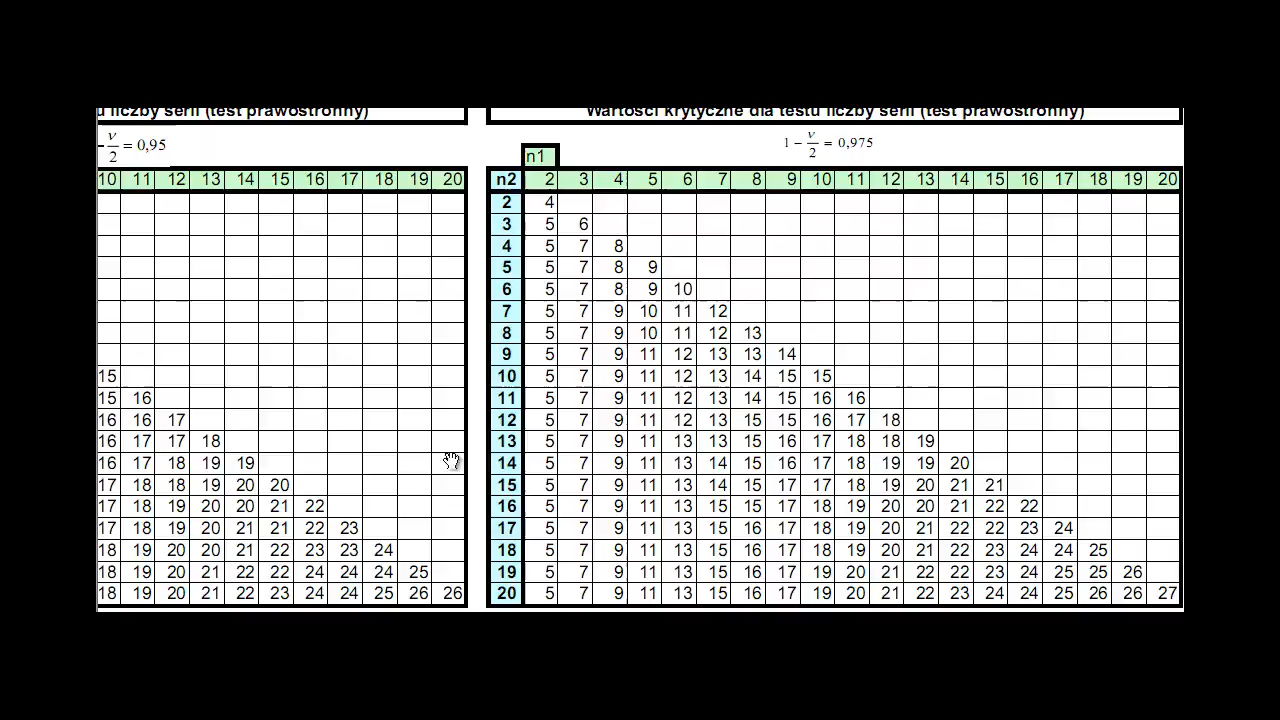 liczby serii (test prawostronny)
- ν/2 = 0,95
10 11 12 13 14 15 16 17 18 19 20
15
15 16
16 16 17
16 17 17 18
16 17 18 19 19
17 18 18 19 20 20
17 18 19 20 20 21 22
17 18 19 20 21 21 22 23
18 19 20 20 21 22 23 23 24
18 19 20 21 22 22 24 24 24 25
18 19 20 21 22 23 24 24 25 26 26
Wartości krytyczne dla testu liczby serii (test prawostronny)
1 - ν/2 = 0,975
n1
n2 2 3 4 5 6 7 8 9 10 11 12 13 14 15 16 17 18 19 20
2 4
3 5 6
4 5 7 8
5 5 7 8 9
6 5 7 8 9 10
7 5 7 9 10 11 12
8 5 7 9 10 11 12 13
9 5 7 9 11 12 13 13 14
10 5 7 9 11 12 13 14 15 15
11 5 7 9 11 12 13 14 15 16 16
12 5 7 9 11 12 13 15 15 16 17 18
13 5 7 9 11 13 13 15 16 17 18 18 19
14 5 7 9 11 13 14 15 16 17 18 19 19 20
15 5 7 9 11 13 14 15 17 17 18 19 20 21 21
16 5 7 9 11 13 15 15 17 18 19 20 20 21 22 22
17 5 7 9 11 13 15 16 17 18 19 20 21 22 22 23 24
18 5 7 9 11 13 15 16 17 18 19 20 21 22 23 24 24 25
19 5 7 9 11 13 15 16 17 19 20 21 22 22 23 24 25 25 26
20 5 7 9 11 13 15 16 17 19 20 21 22 23 24 24 25 26 26 27